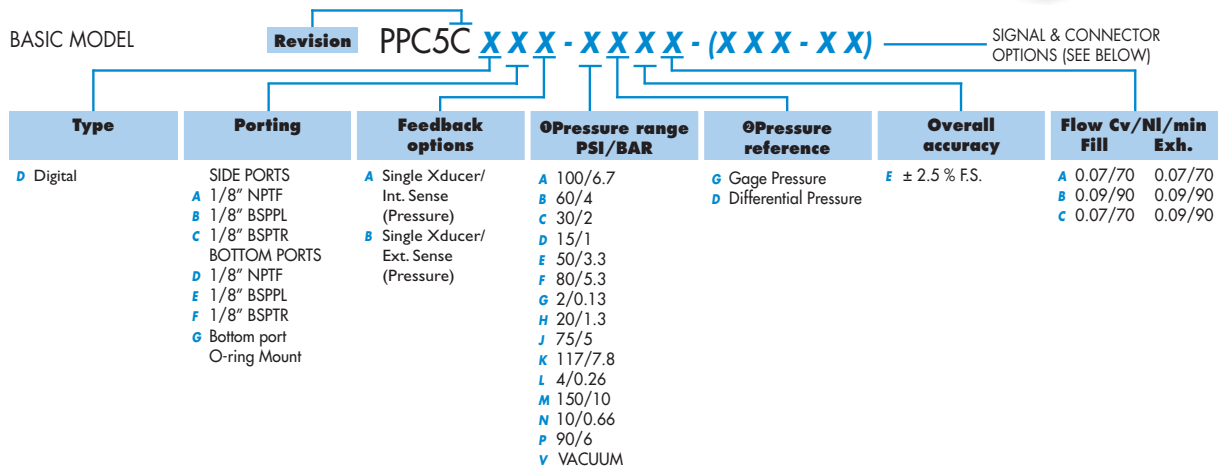 BASIC MODEL
Revision
PPC5C X X X - X X X X - (X X X - X X)
SIGNAL & CONNECTOR
OPTIONS (SEE BELOW)
Type
D Digital
Porting
SIDE PORTS
A 1/8" NPTF
B 1/8" BSPPL
C 1/8" BSPTR
BOTTOM PORTS
D 1/8" NPTF
E 1/8" BSPPL
F 1/8" BSPTR
G Bottom port
O-ring Mount
Feedback
options
A Single Xducer/
Int. Sense
(Pressure)
B Single Xducer/
Ext. Sense
(Pressure)
❶Pressure range
PSI/BAR
A 100/6.7
B 60/4
C 30/2
D 15/1
E 50/3.3
F 80/5.3
G 2/0.13
H 20/1.3
J 75/5
K 117/7.8
L 4/0.26
M 150/10
N 10/0.66
P 90/6
V VACUUM
❷Pressure
reference
G Gage Pressure
D Differential Pressure
Overall
accuracy
E ± 2.5 % F.S.
Flow Cv/Nl/min
Fill Exh.
A 0.07/70 0.07/70
B 0.09/90 0.09/90
C 0.07/70 0.09/90